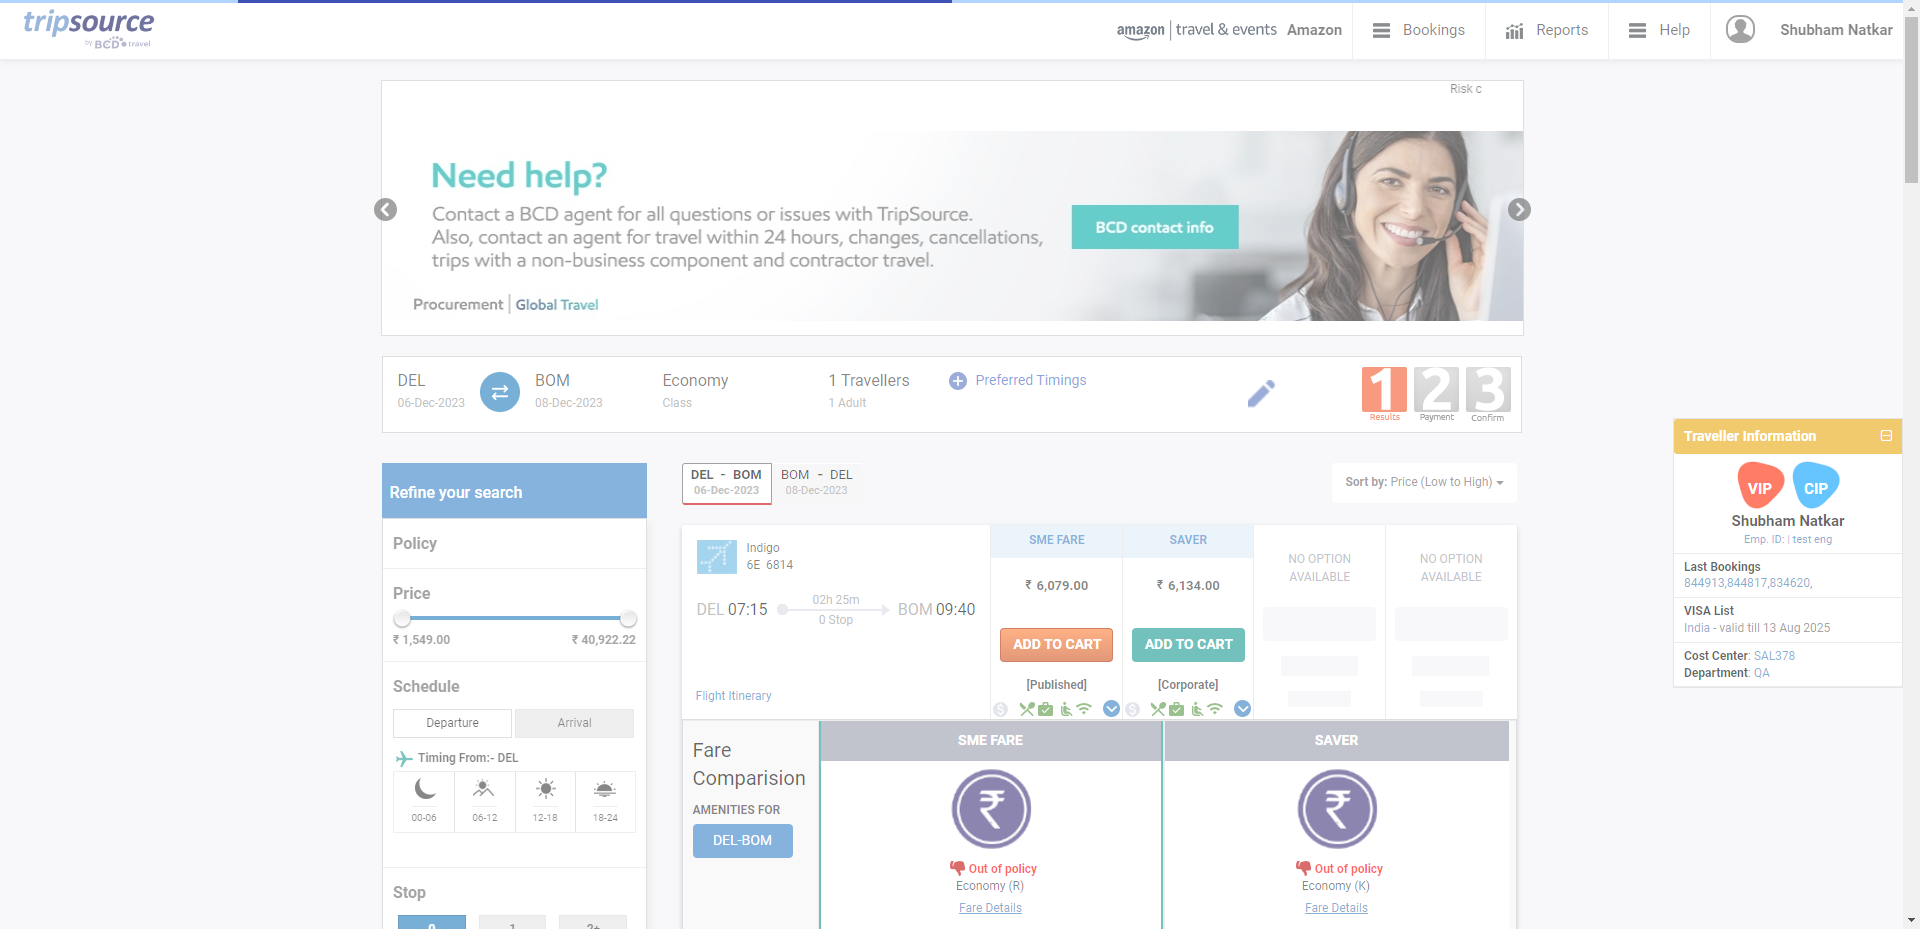 tripsource
by BCD travel
amazon | travel & events Amazon
Bookings
Reports
Help
Shubham Natkar
Risk c
Need help?
Contact a BCD agent for all questions or issues with TripSource.
Also, contact an agent for travel within 24 hours, changes, cancellations,
trips with a non-business component and contractor travel.
BCD contact info
Procurement | Global Travel
DEL
06-Dec-2023
BOM
08-Dec-2023
Economy
Class
1 Travellers
1 Adult
Preferred Timings
1
Results
2
Payment
3
Confirm
Traveller Information
VIP
CIP
Shubham Natkar
Emp. ID: | test eng
Last Bookings
844913,844817,834620,
VISA List
India - valid till 13 Aug 2025
Cost Center: SAL378
Department: QA
Refine your search
Policy
Price
₹ 1,549.00
₹ 40,922.22
Schedule
Departure
Arrival
Timing From:- DEL
00-06
06-12
12-18
18-24
Stop
0
1
2+
DEL - BOM
06-Dec-2023
BOM - DEL
08-Dec-2023
Sort by: Price (Low to High)
Indigo
6E 6814
DEL 07:15
02h 25m
0 Stop
BOM 09:40
Flight Itinerary
SME FARE
₹ 6,079.00
ADD TO CART
[Published]
SAVER
₹ 6,134.00
ADD TO CART
[Corporate]
NO OPTION
AVAILABLE
NO OPTION
AVAILABLE
Fare
Comparision
AMENITIES FOR
DEL-BOM
SME FARE
Out of policy
Economy (R)
Fare Details
SAVER
Out of policy
Economy (K)
Fare Details